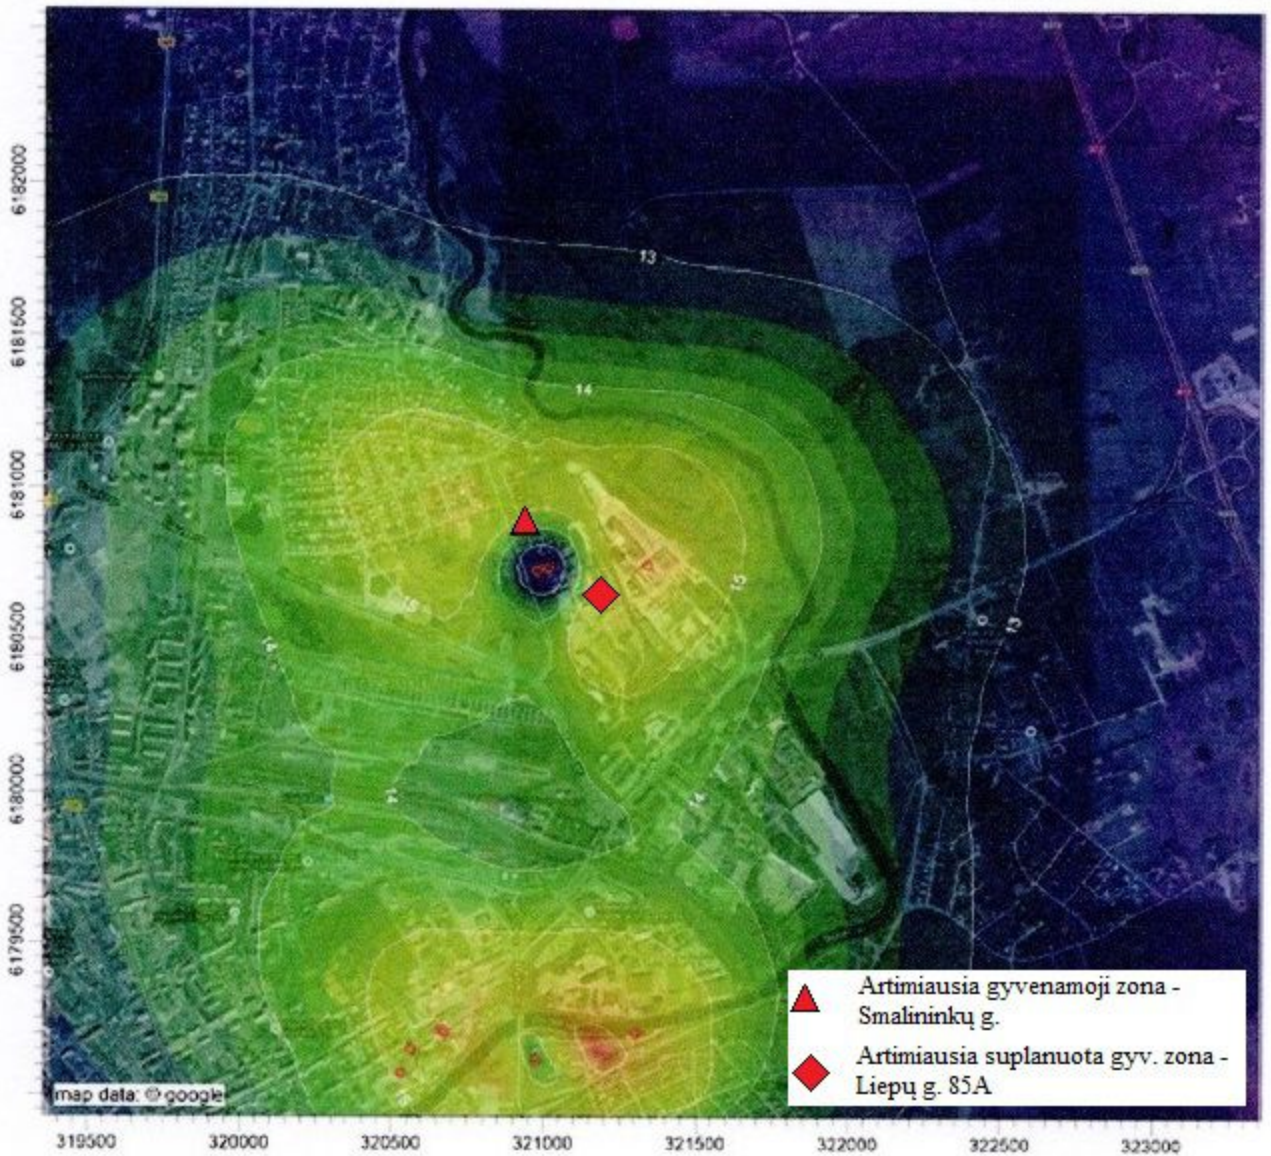 6182000
6181500
6181000
6180500
6180000
6179500
13
14
15
13
14
14
14
Artimiausia gyvenamoji zona -
Smalininkų g.
Artimiausia suplanuota gyv. zona -
Liepų g. 85A
map data: © google
319500 320000 320500 321000 321500 322000 322500 323000